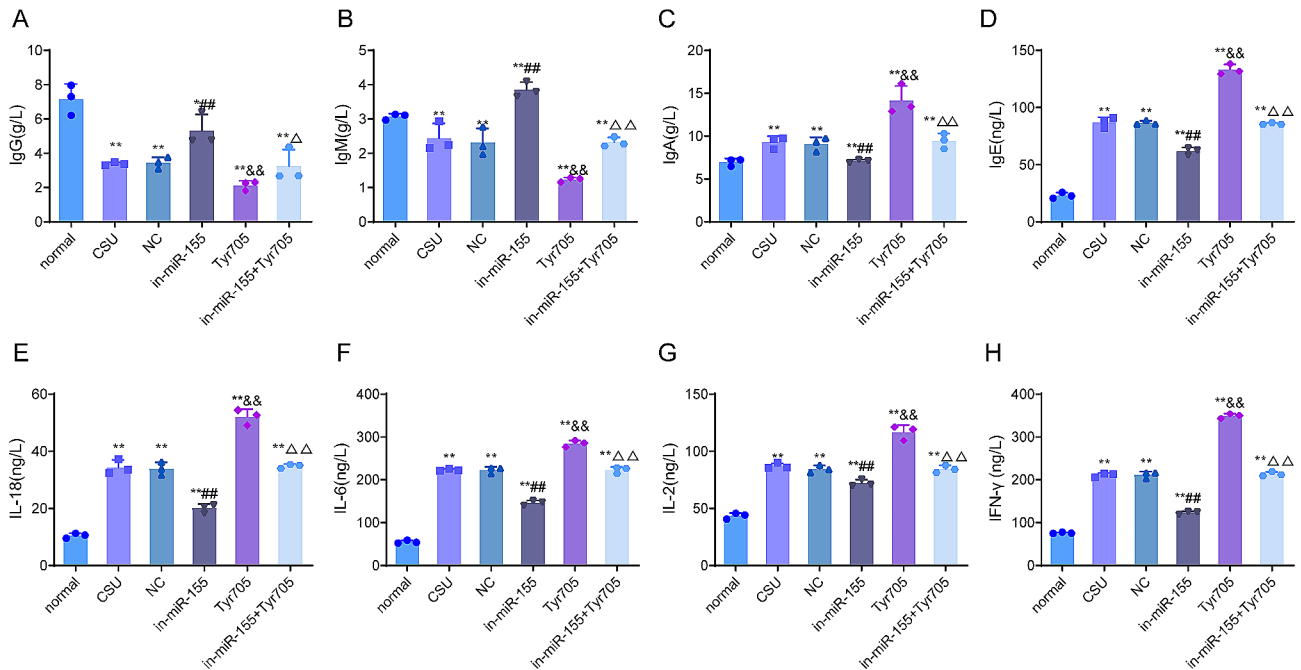 A
B
C
D
IgG(g/L)
10
8
6
4
2
0
**
**
*##
**&&
**△
normal
CSU
NC
in-miR-155
Tyr705
in-miR-155+Tyr705
IgM(g/L)
5
4
3
2
1
0
**
**
**##
**&&
**△△
normal
CSU
NC
in-miR-155
Tyr705
in-miR-155+Tyr705
IgA(g/L)
20
15
10
5
0
**
**
**##
**&&
**△△
normal
CSU
NC
in-miR-155
Tyr705
in-miR-155+Tyr705
IgE(ng/L)
150
100
50
0
**
**
**##
**&&
**△△
normal
CSU
NC
in-miR-155
Tyr705
in-miR-155+Tyr705
E
F
G
H
IL-18(ng/L)
60
40
20
0
**
**
**##
**&&
**△△
normal
CSU
NC
in-miR-155
Tyr705
in-miR-155+Tyr705
IL-6(ng/L)
400
300
200
100
0
**
**
**##
**&&
**△△
normal
CSU
NC
in-miR-155
Tyr705
in-miR-155+Tyr705
IL-2(ng/L)
150
100
50
0
**
**
**##
**&&
**△△
normal
CSU
NC
in-miR-155
Tyr705
in-miR-155+Tyr705
IFN-γ (ng/L)
400
300
200
100
0
**
**
**##
**&&
**△△
normal
CSU
NC
in-miR-155
Tyr705
in-miR-155+Tyr705